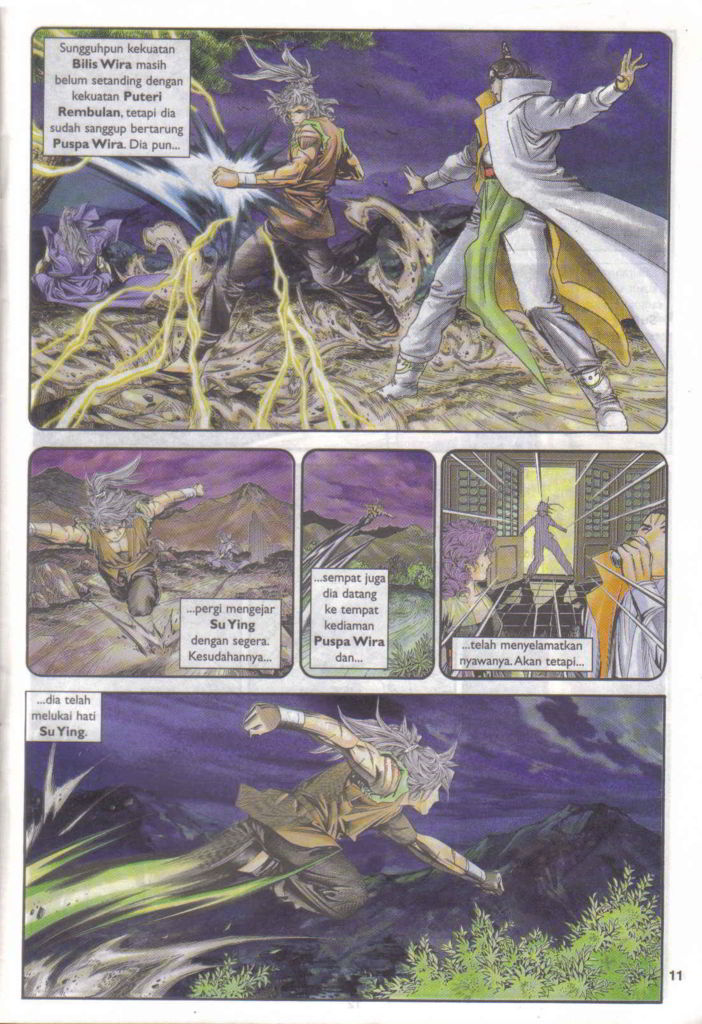 Sungguhpun kekuatan
Bilis Wira masih
belum setanding dengan
kekuatan Puteri
Rembulan, tetapi dia
sudah sanggup bertarung
Puspa Wira. Dia pun...
...pergi mengejar
Su Ying
dengan segera.
Kesudahannya...
...sempat juga
dia datang
ke tempat
kediaman
Puspa Wira
dan...
...telah menyelamatkan
nyawanya. Akan tetapi...
...dia telah
melukai hati
Su Ying.
11